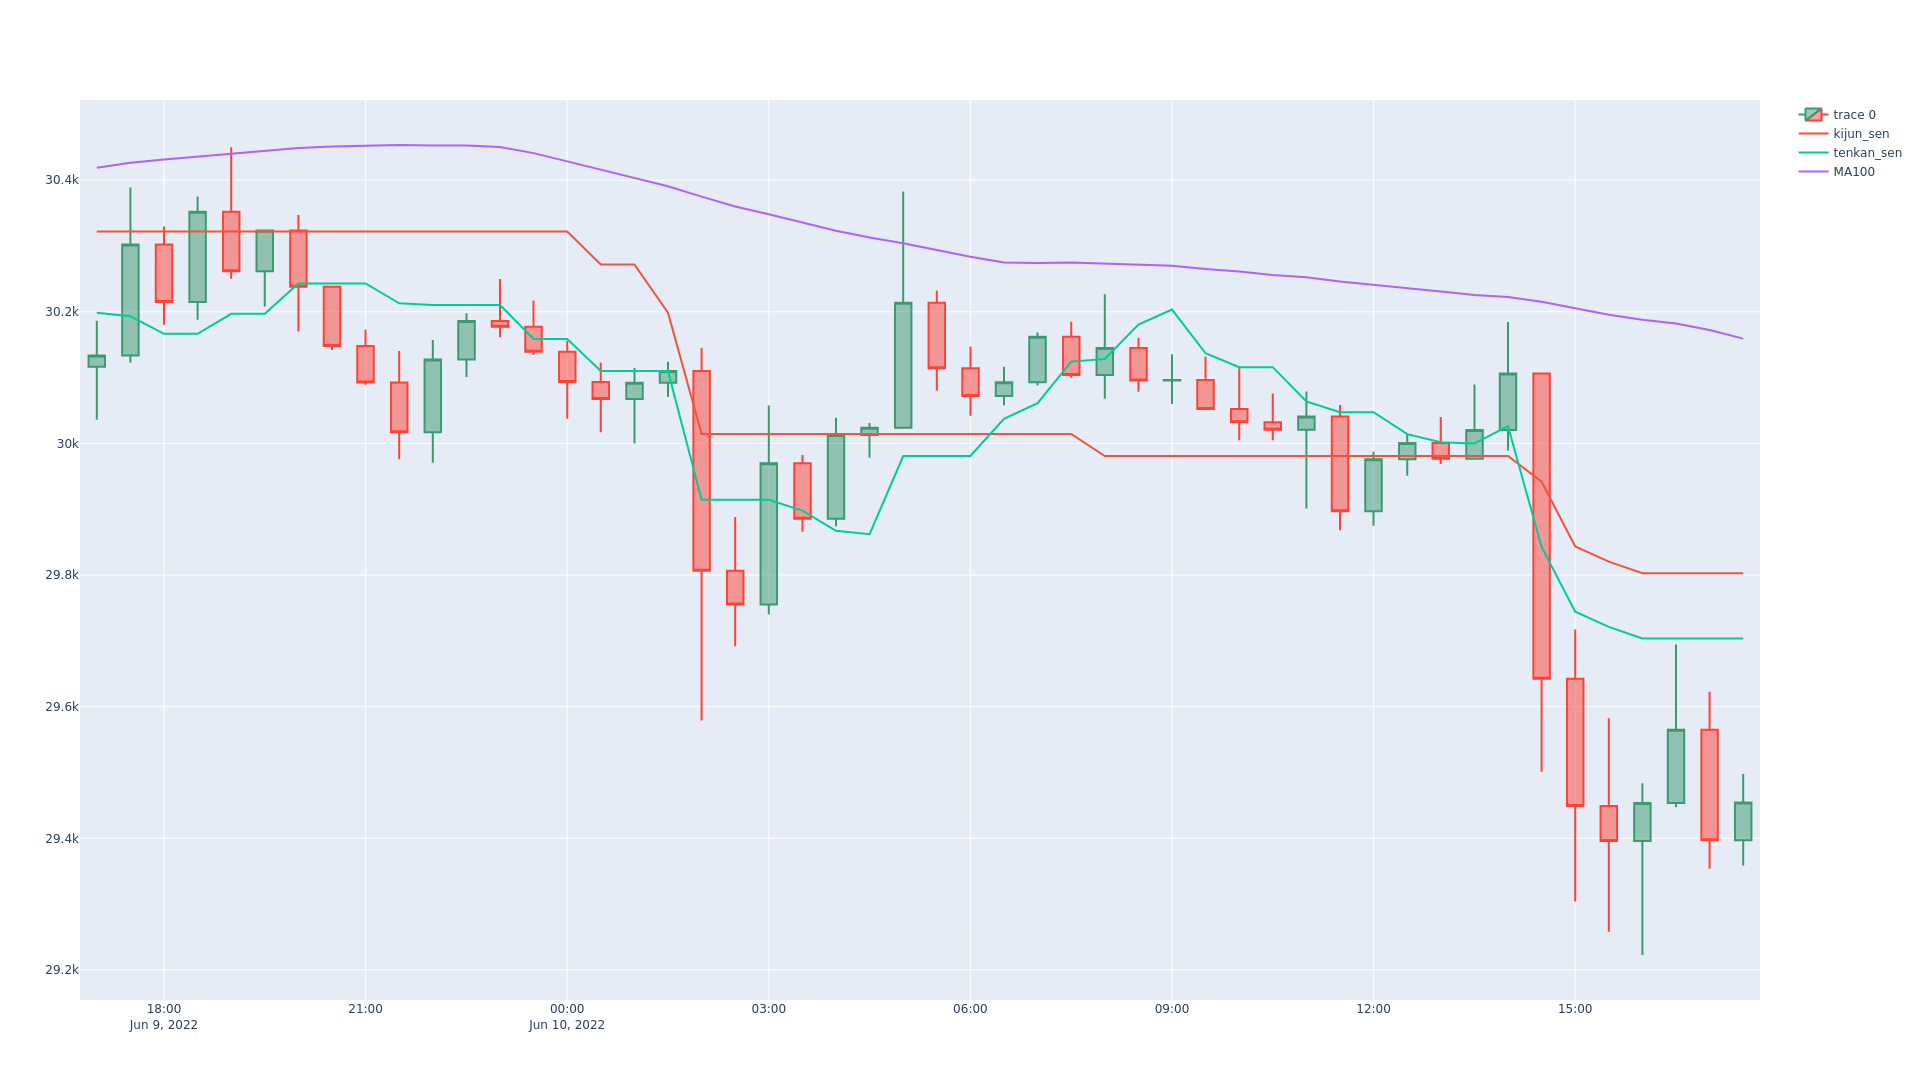 trace 0
kijun_sen
tenkan_sen
MA100
30.4k
30.2k
30k
29.8k
29.6k
29.4k
29.2k
18:00 21:00 00:00 03:00 06:00 09:00 12:00 15:00
Jun 9, 2022 Jun 10, 2022